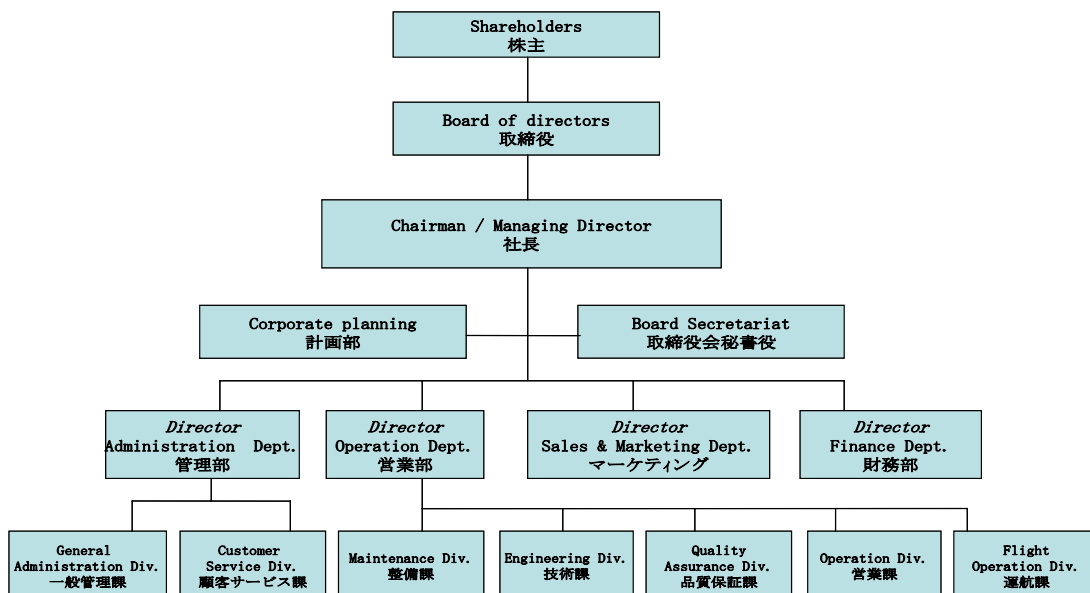 Shareholders
株主
Board of directors
取締役
Chairman / Managing Director
社長
Corporate planning
計画部
Board Secretariat
取締役会秘書役
Director
Administration Dept.
管理部
Director
Operation Dept.
営業部
Director
Sales & Marketing Dept.
マーケティング
Director
Finance Dept.
財務部
General
Administration Div.
一般管理課
Customer
Service Div.
顧客サービス課
Maintenance Div.
整備課
Engineering Div.
技術課
Quality
Assurance Div.
品質保証課
Operation Div.
営業課
Flight
Operation Div.
運航課